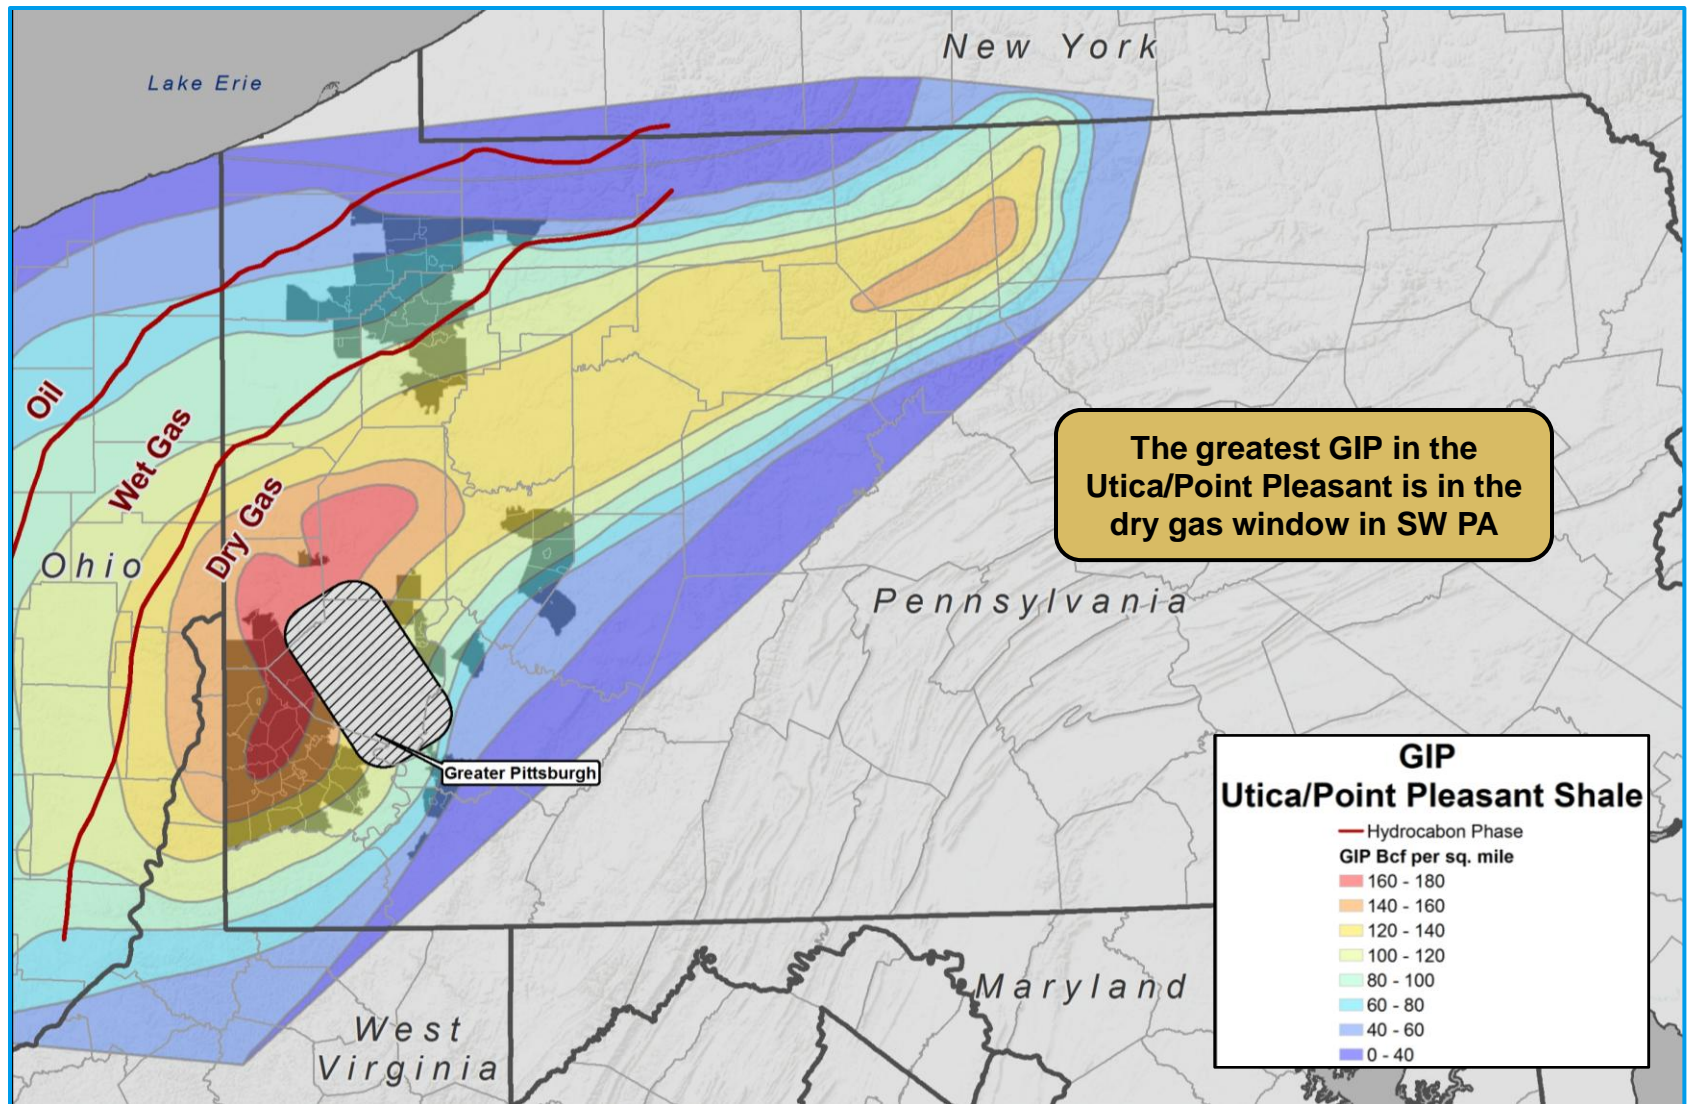 New York
Lake Erie
Oil
Wet Gas
Dry Gas
Ohio
The greatest GIP in the
Utica/Point Pleasant is in the
dry gas window in SW PA
Pennsylvania
Greater Pittsburgh
GIP
Utica/Point Pleasant Shale
Hydrocabon Phase
GIP Bcf per sq. mile
160 - 180
140 - 160
120 - 140
100 - 120
80 - 100
60 - 80
40 - 60
0 - 40
Maryland
West
Virginia